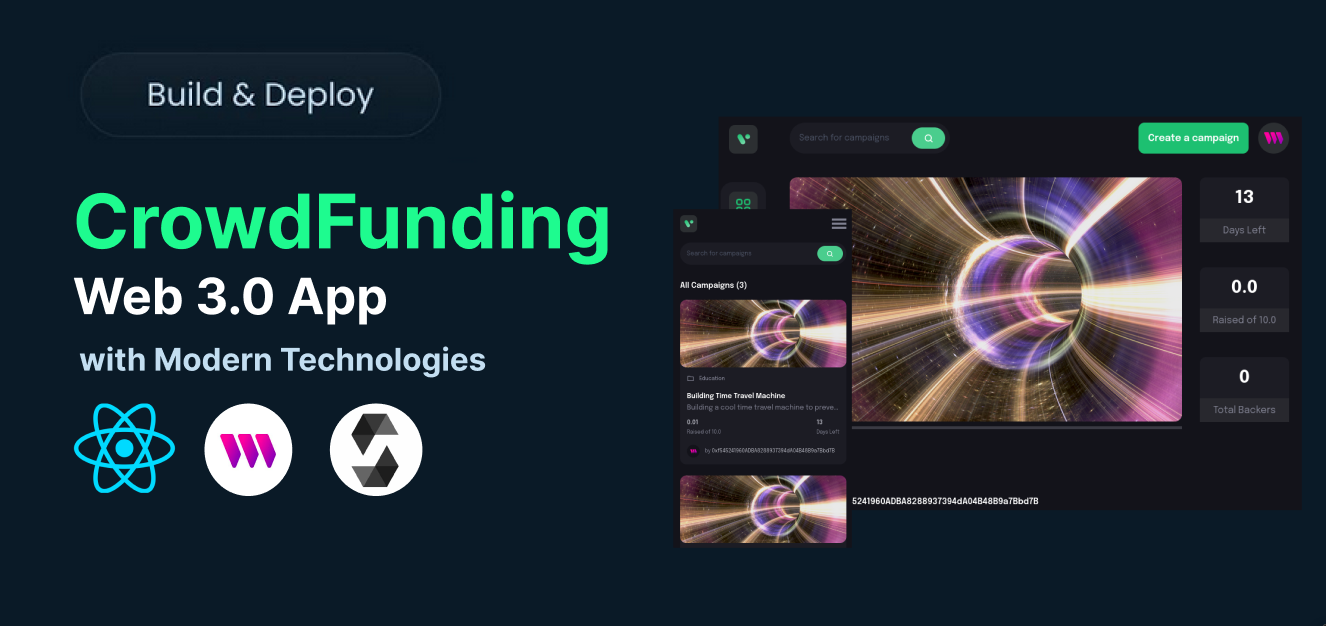 Build & Deploy
CrowdFunding
Web 3.0 App
with Modern Technologies
Search for campaigns
Create a campaign
13
Days Left
0.0
Raised of 10.0
0
Total Backers
5241960ADBA8288937394dA04B48B9a7Bbd7B
Search for campaigns
All Campaigns (3)
Education
Building Time Travel Machine
Building a cool time travel machine to preve...
0.01 13
Raised of 10.0 Days Left
by 0xf545241960ADBA8288937394dA04B48B9a7Bbd7B